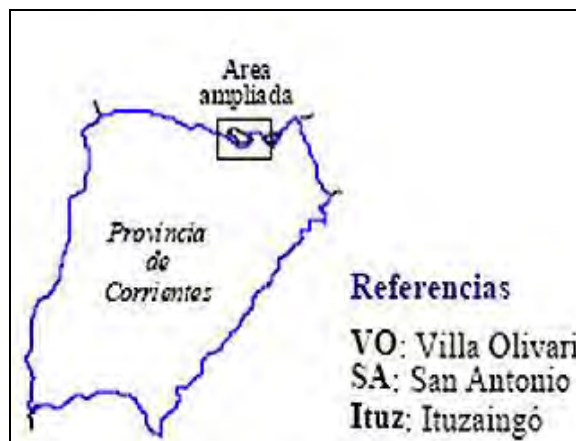 Area
ampliada
Provincia
de
Corrientes
Referencias
VO: Villa Olivari
SA: San Antonio
Ituz: Ituzaingó